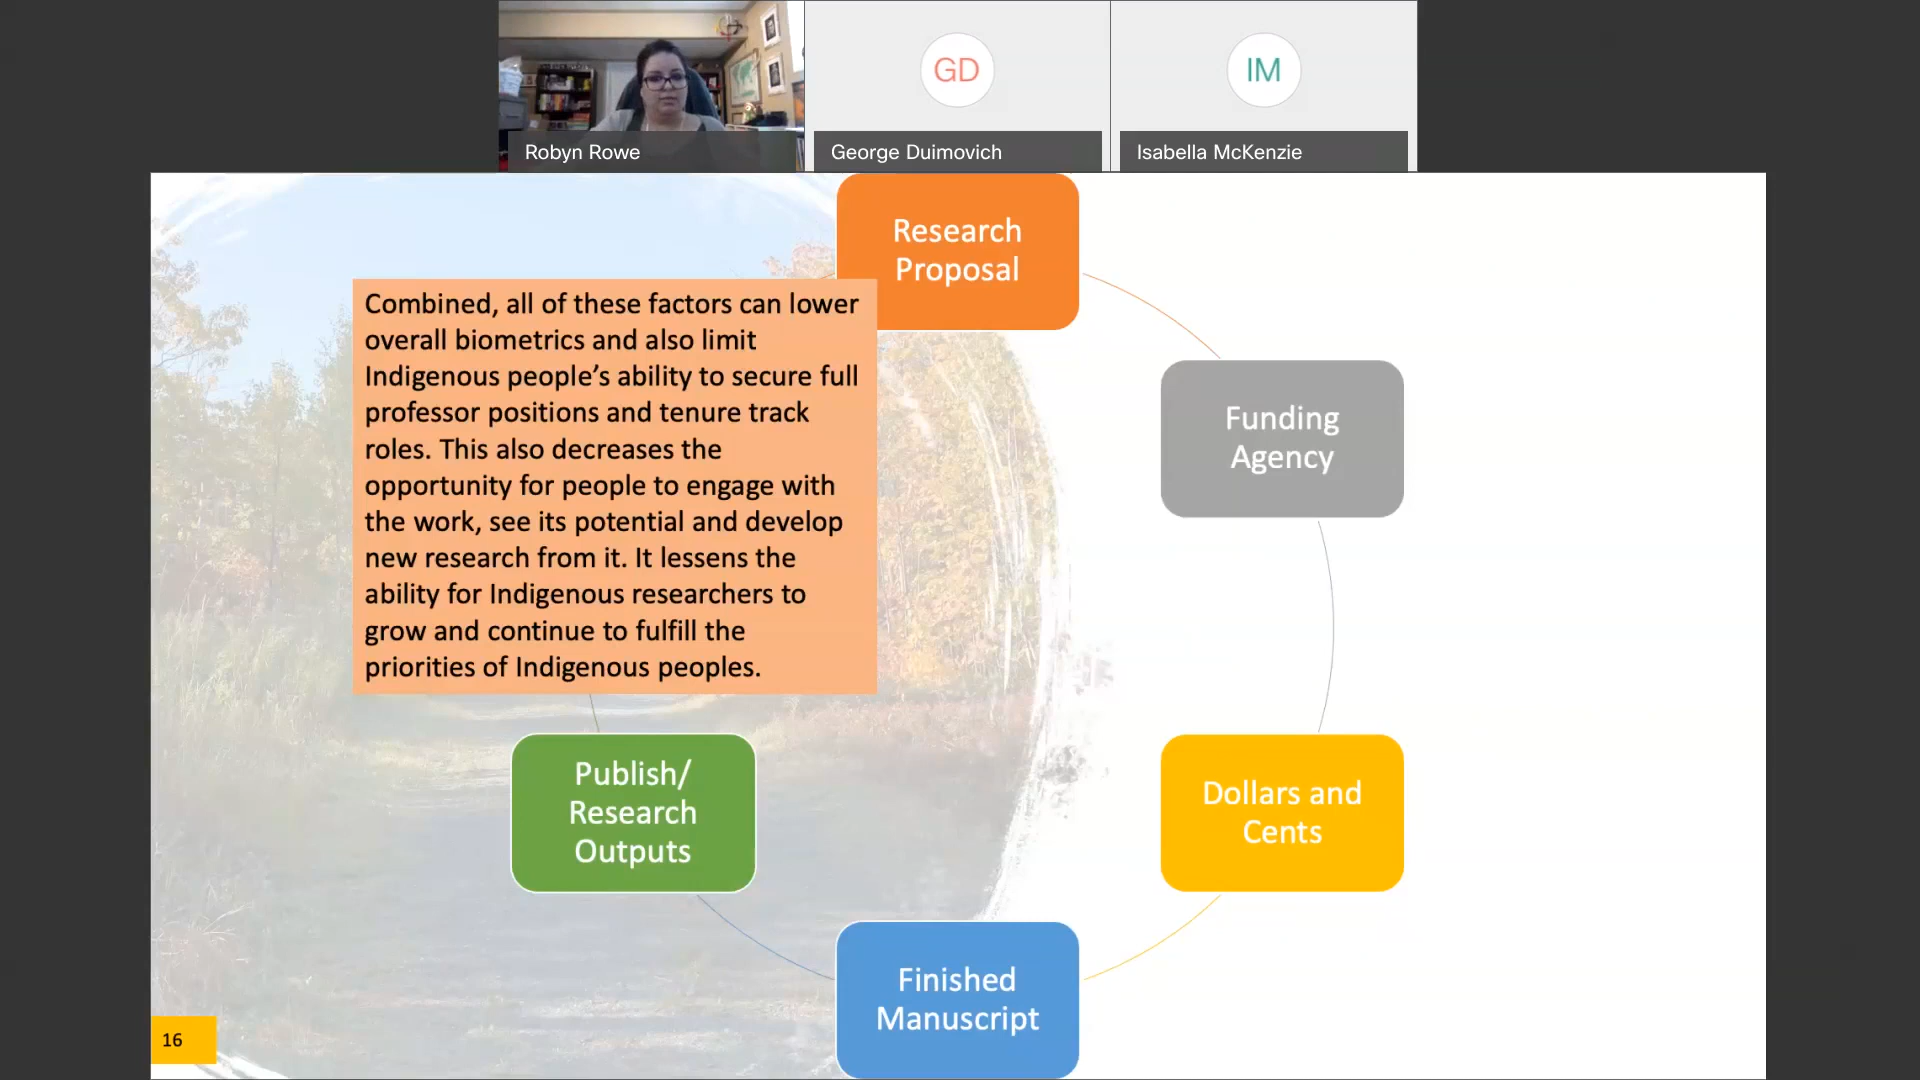 GD
IM
Robyn Rowe
George Duimovich
Isabella McKenzie
Research
Proposal
Combined, all of these factors can lower
overall biometrics and also limit
Indigenous people’s ability to secure full
professor positions and tenure track
roles. This also decreases the
opportunity for people to engage with
the work, see its potential and develop
new research from it. It lessens the
ability for Indigenous researchers to
grow and continue to fulfill the
priorities of Indigenous peoples.
Funding
Agency
Dollars and
Cents
Finished
Manuscript
Publish/
Research
Outputs
16